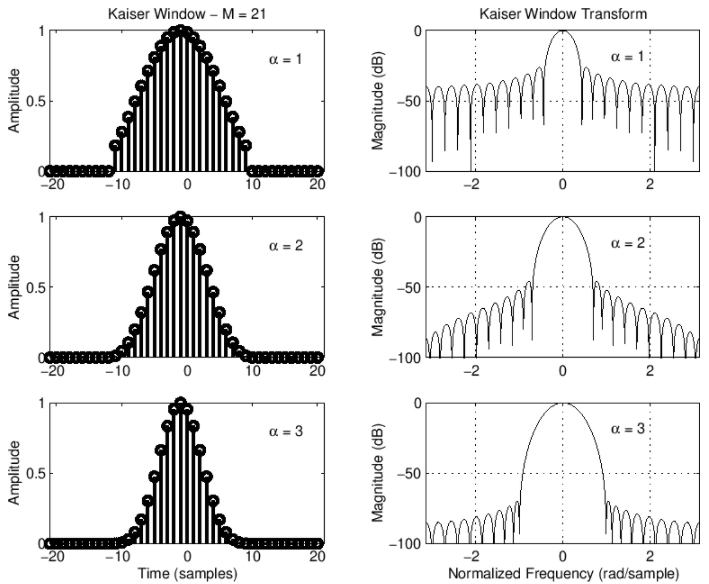 Kaiser Window – M = 21
Kaiser Window Transform
Amplitude
1
0.5
0
α = 1
−20
−10
0
10
20
Magnitude (dB)
0
−50
−100
α = 1
−2
0
2
Amplitude
1
0.5
0
α = 2
−20
−10
0
10
20
Magnitude (dB)
0
−50
−100
α = 2
−2
0
2
Amplitude
1
0.5
0
α = 3
−20
−10
0
10
20
Time (samples)
Magnitude (dB)
0
−50
−100
α = 3
−2
0
2
Normalized Frequency (rad/sample)